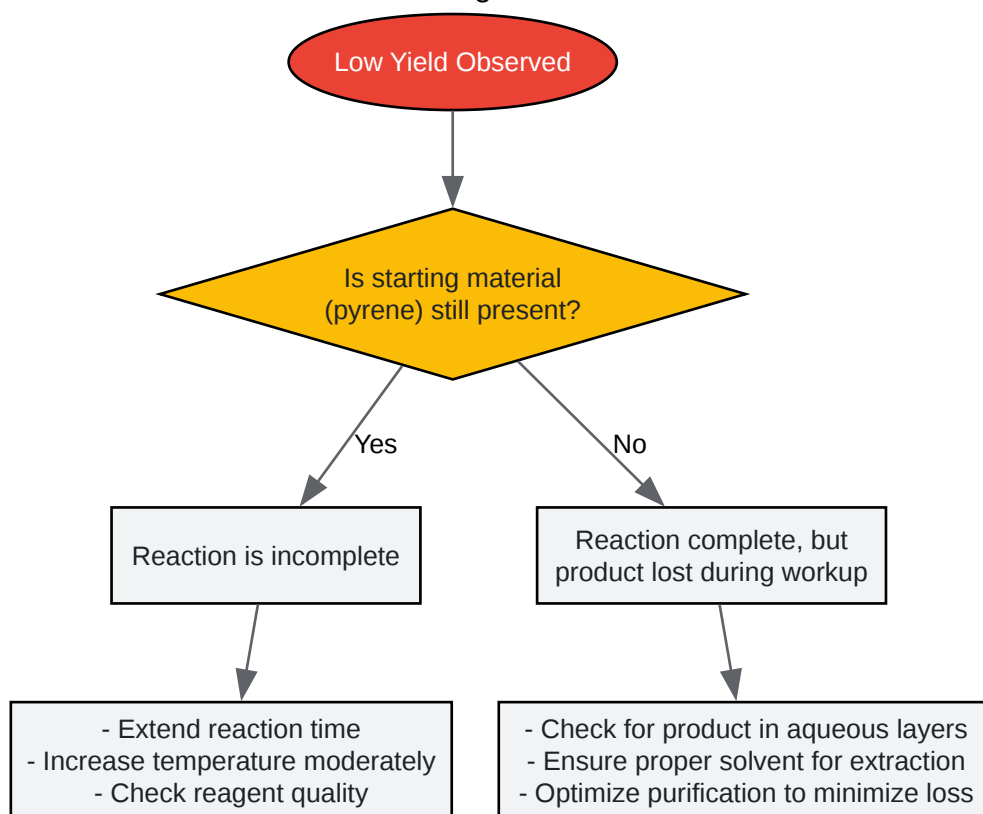 Low Yield Observed
Is starting material
(pyrene) still present?
Yes
No
Reaction is incomplete
Reaction complete, but
product lost during workup
- Extend reaction time
- Increase temperature moderately
- Check reagent quality
- Check for product in aqueous layers
- Ensure proper solvent for extraction
- Optimize purification to minimize loss